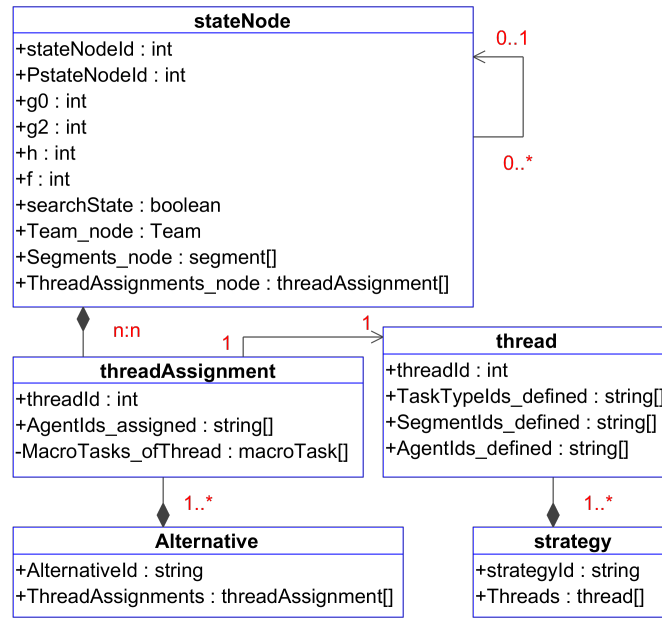 stateNode
+stateNodeId : int
+PstateNodeId : int
+g0 : int
+g2 : int
+h : int
+f : int
+searchState : boolean
+Team_node : Team
+Segments_node : segment[]
+ThreadAssignments_node : threadAssignment[]
0..1
0..*
n:n
1
1
threadAssignment
+threadId : int
+AgentIds_assigned : string[]
-MacroTasks_ofThread : macroTask[]
thread
+threadId : int
+TaskTypeIds_defined : string[]
+SegmentIds_defined : string[]
+AgentIds_defined : string[]
1..*
1..*
Alternative
+AlternativeId : string
+ThreadAssignments : threadAssignment[]
strategy
+strategyId : string
+Threads : thread[]